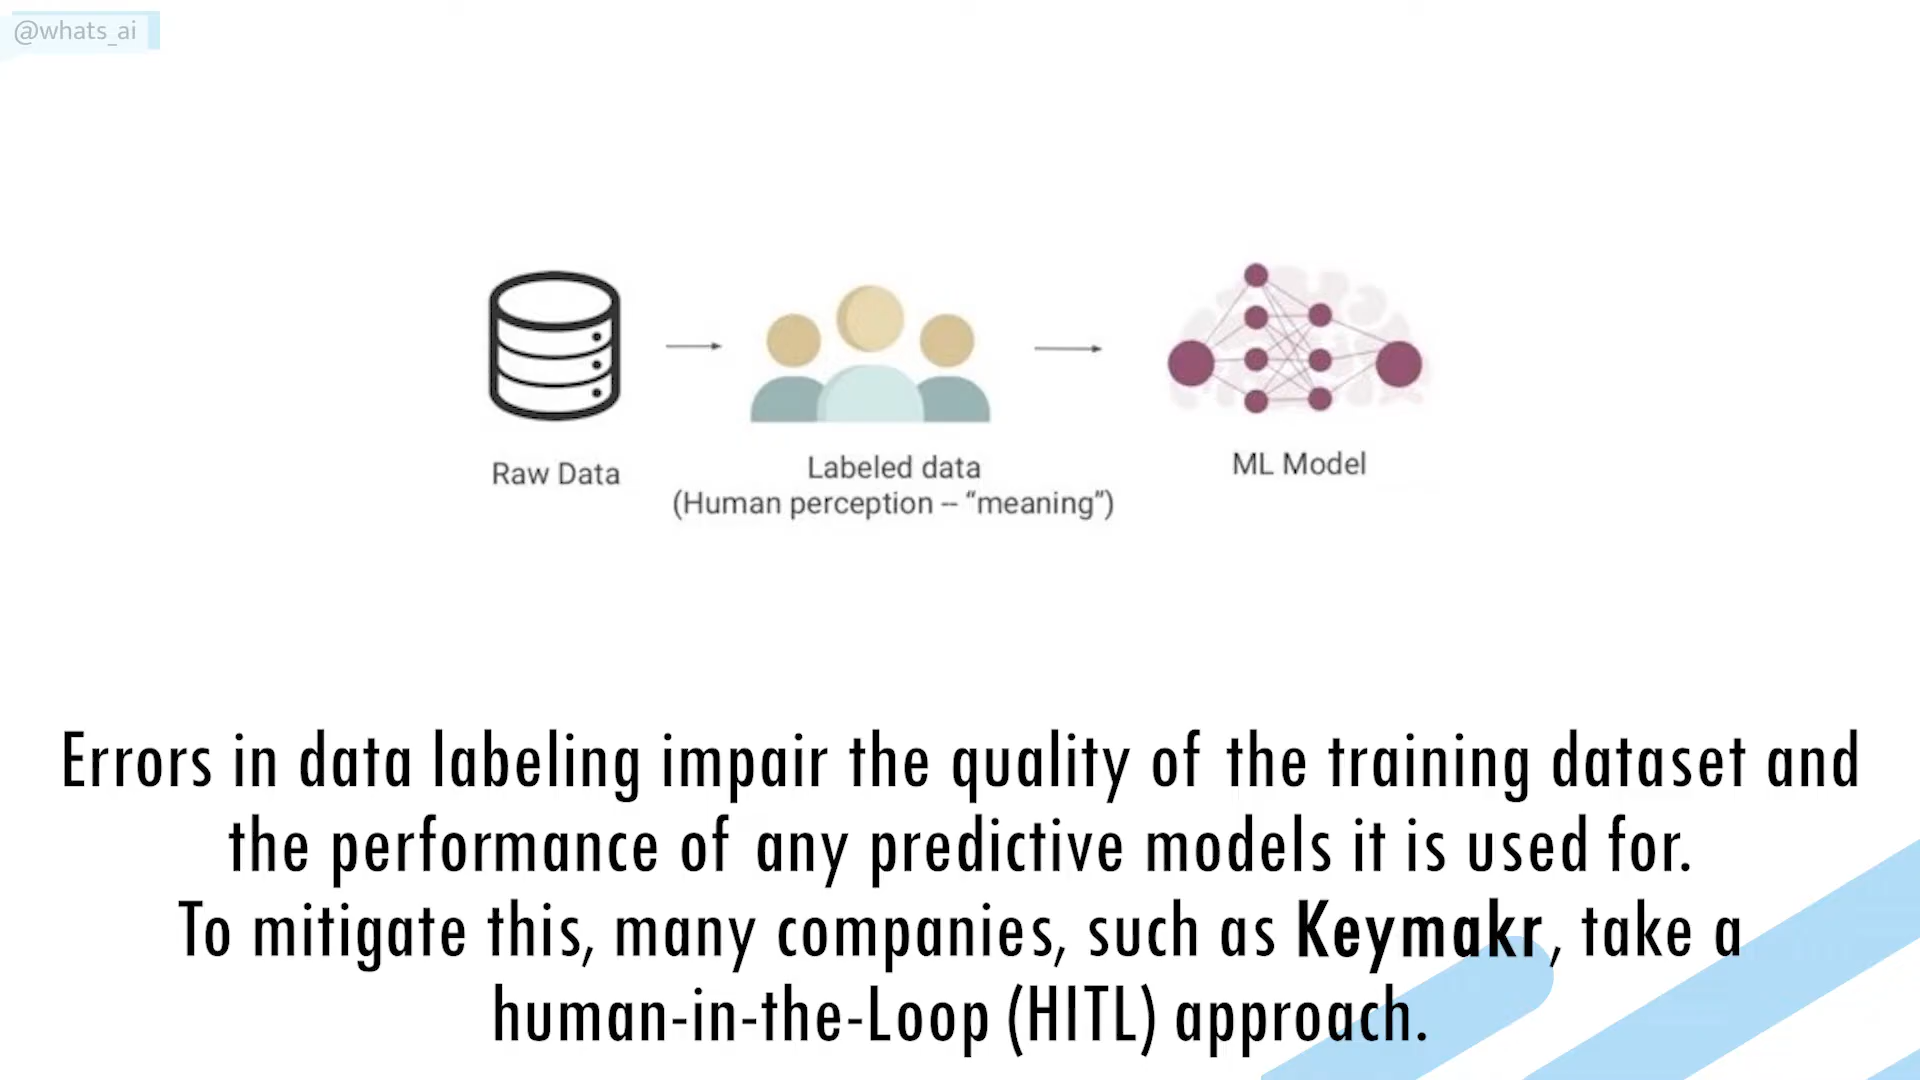 @whats_ai
Raw Data
Labeled data
(Human perception -- “meaning”)
ML Model
Errors in data labeling impair the quality of the training dataset and
the performance of any predictive models it is used for.
To mitigate this, many companies, such as Keymakr, take a
human-in-the-Loop (HITL) approach.